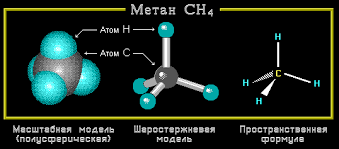 Метан CH4
Атом H
Атом C
H
C
H
H
H
Масштабная модель
(полусферическая)
Шаростержневая
модель
Пространственная
формула